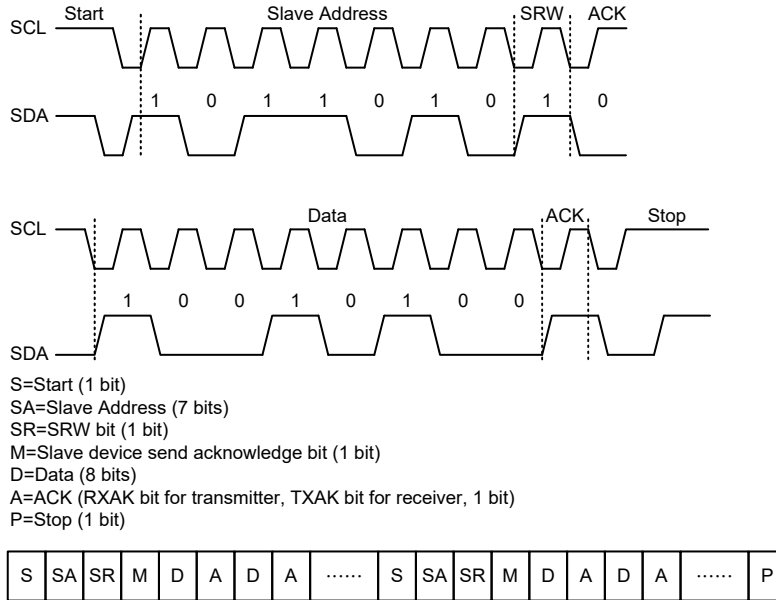 Start Slave Address SRW ACK
SCL
1 0 1 1 0 1 0 1 0
SDA
Data ACK Stop
SCL
1 0 0 1 0 1 0 0
SDA
S=Start (1 bit)
SA=Slave Address (7 bits)
SR=SRW bit (1 bit)
M=Slave device send acknowledge bit (1 bit)
D=Data (8 bits)
A=ACK (RXAK bit for transmitter, TXAK bit for receiver, 1 bit)
P=Stop (1 bit)
S SA SR M D A D A ······ S SA SR M D A D A ······ P